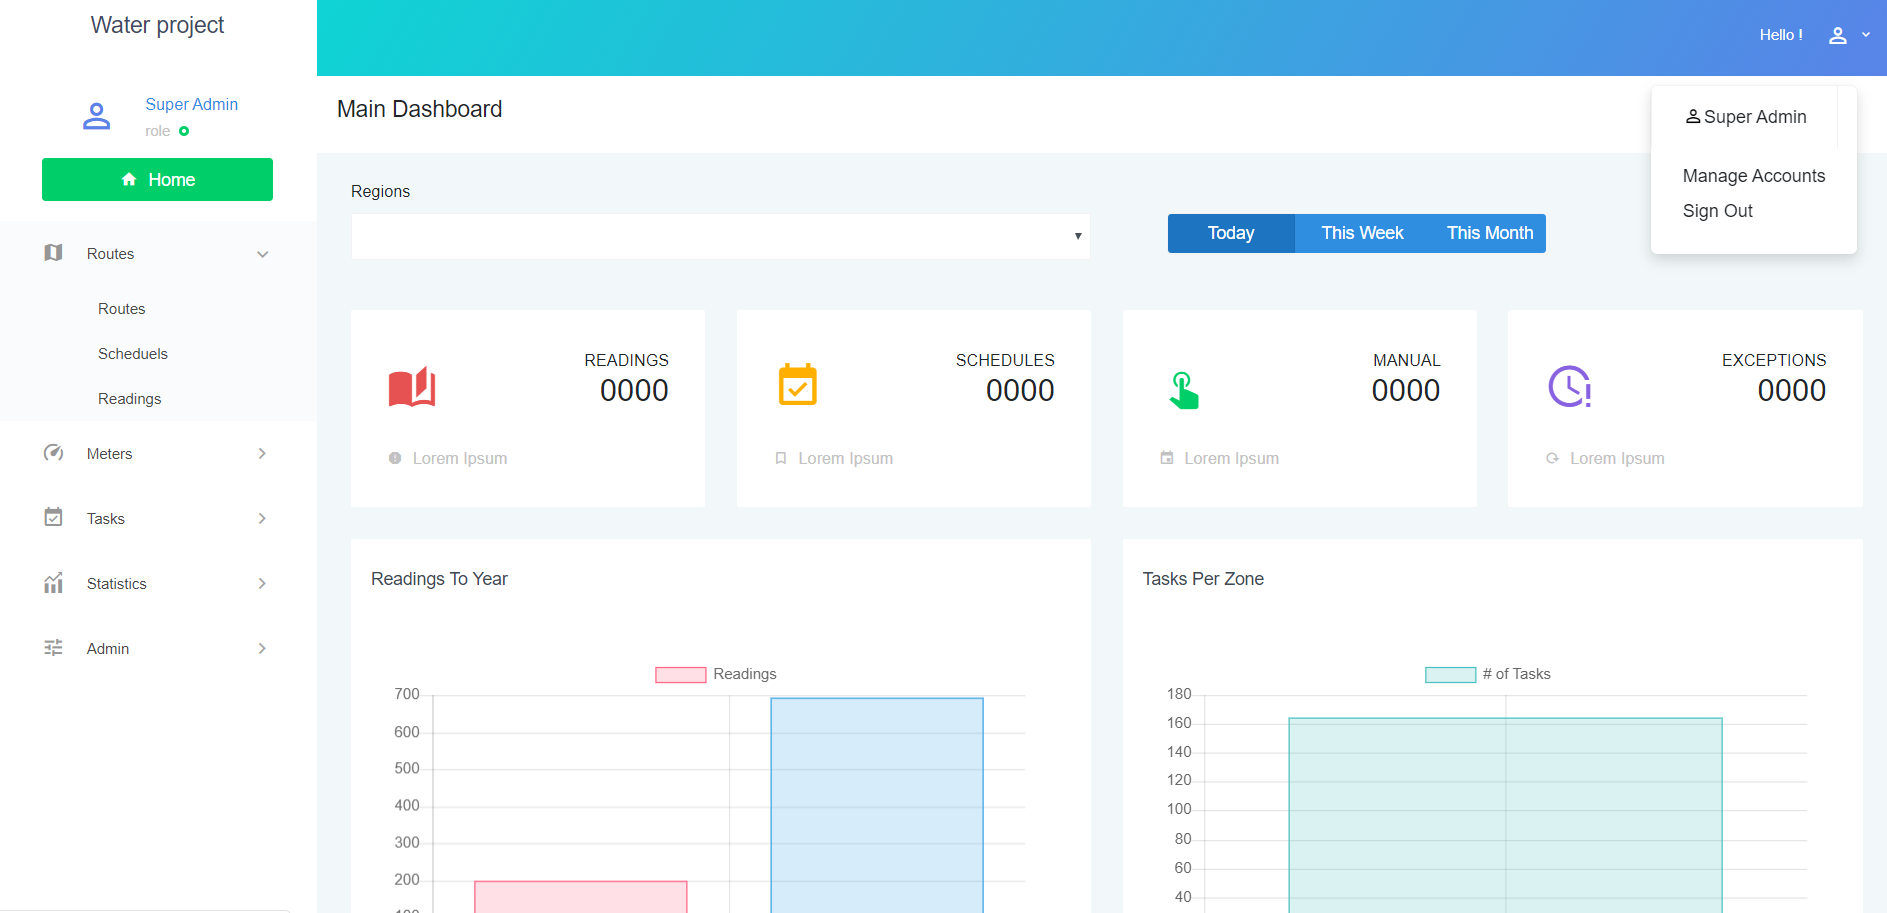 Water project
Hello !
Super Admin
role
Home
Routes
Routes
Scheduels
Readings
Meters
Tasks
Statistics
Admin
Main Dashboard
Super Admin
Manage Accounts
Sign Out
Regions
Today This Week This Month
READINGS
0000
Lorem Ipsum
SCHEDULES
0000
Lorem Ipsum
MANUAL
0000
Lorem Ipsum
EXCEPTIONS
0000
Lorem Ipsum
Readings To Year
Readings
700
600
500
400
300
200
100
Tasks Per Zone
# of Tasks
180
160
140
120
100
80
60
40